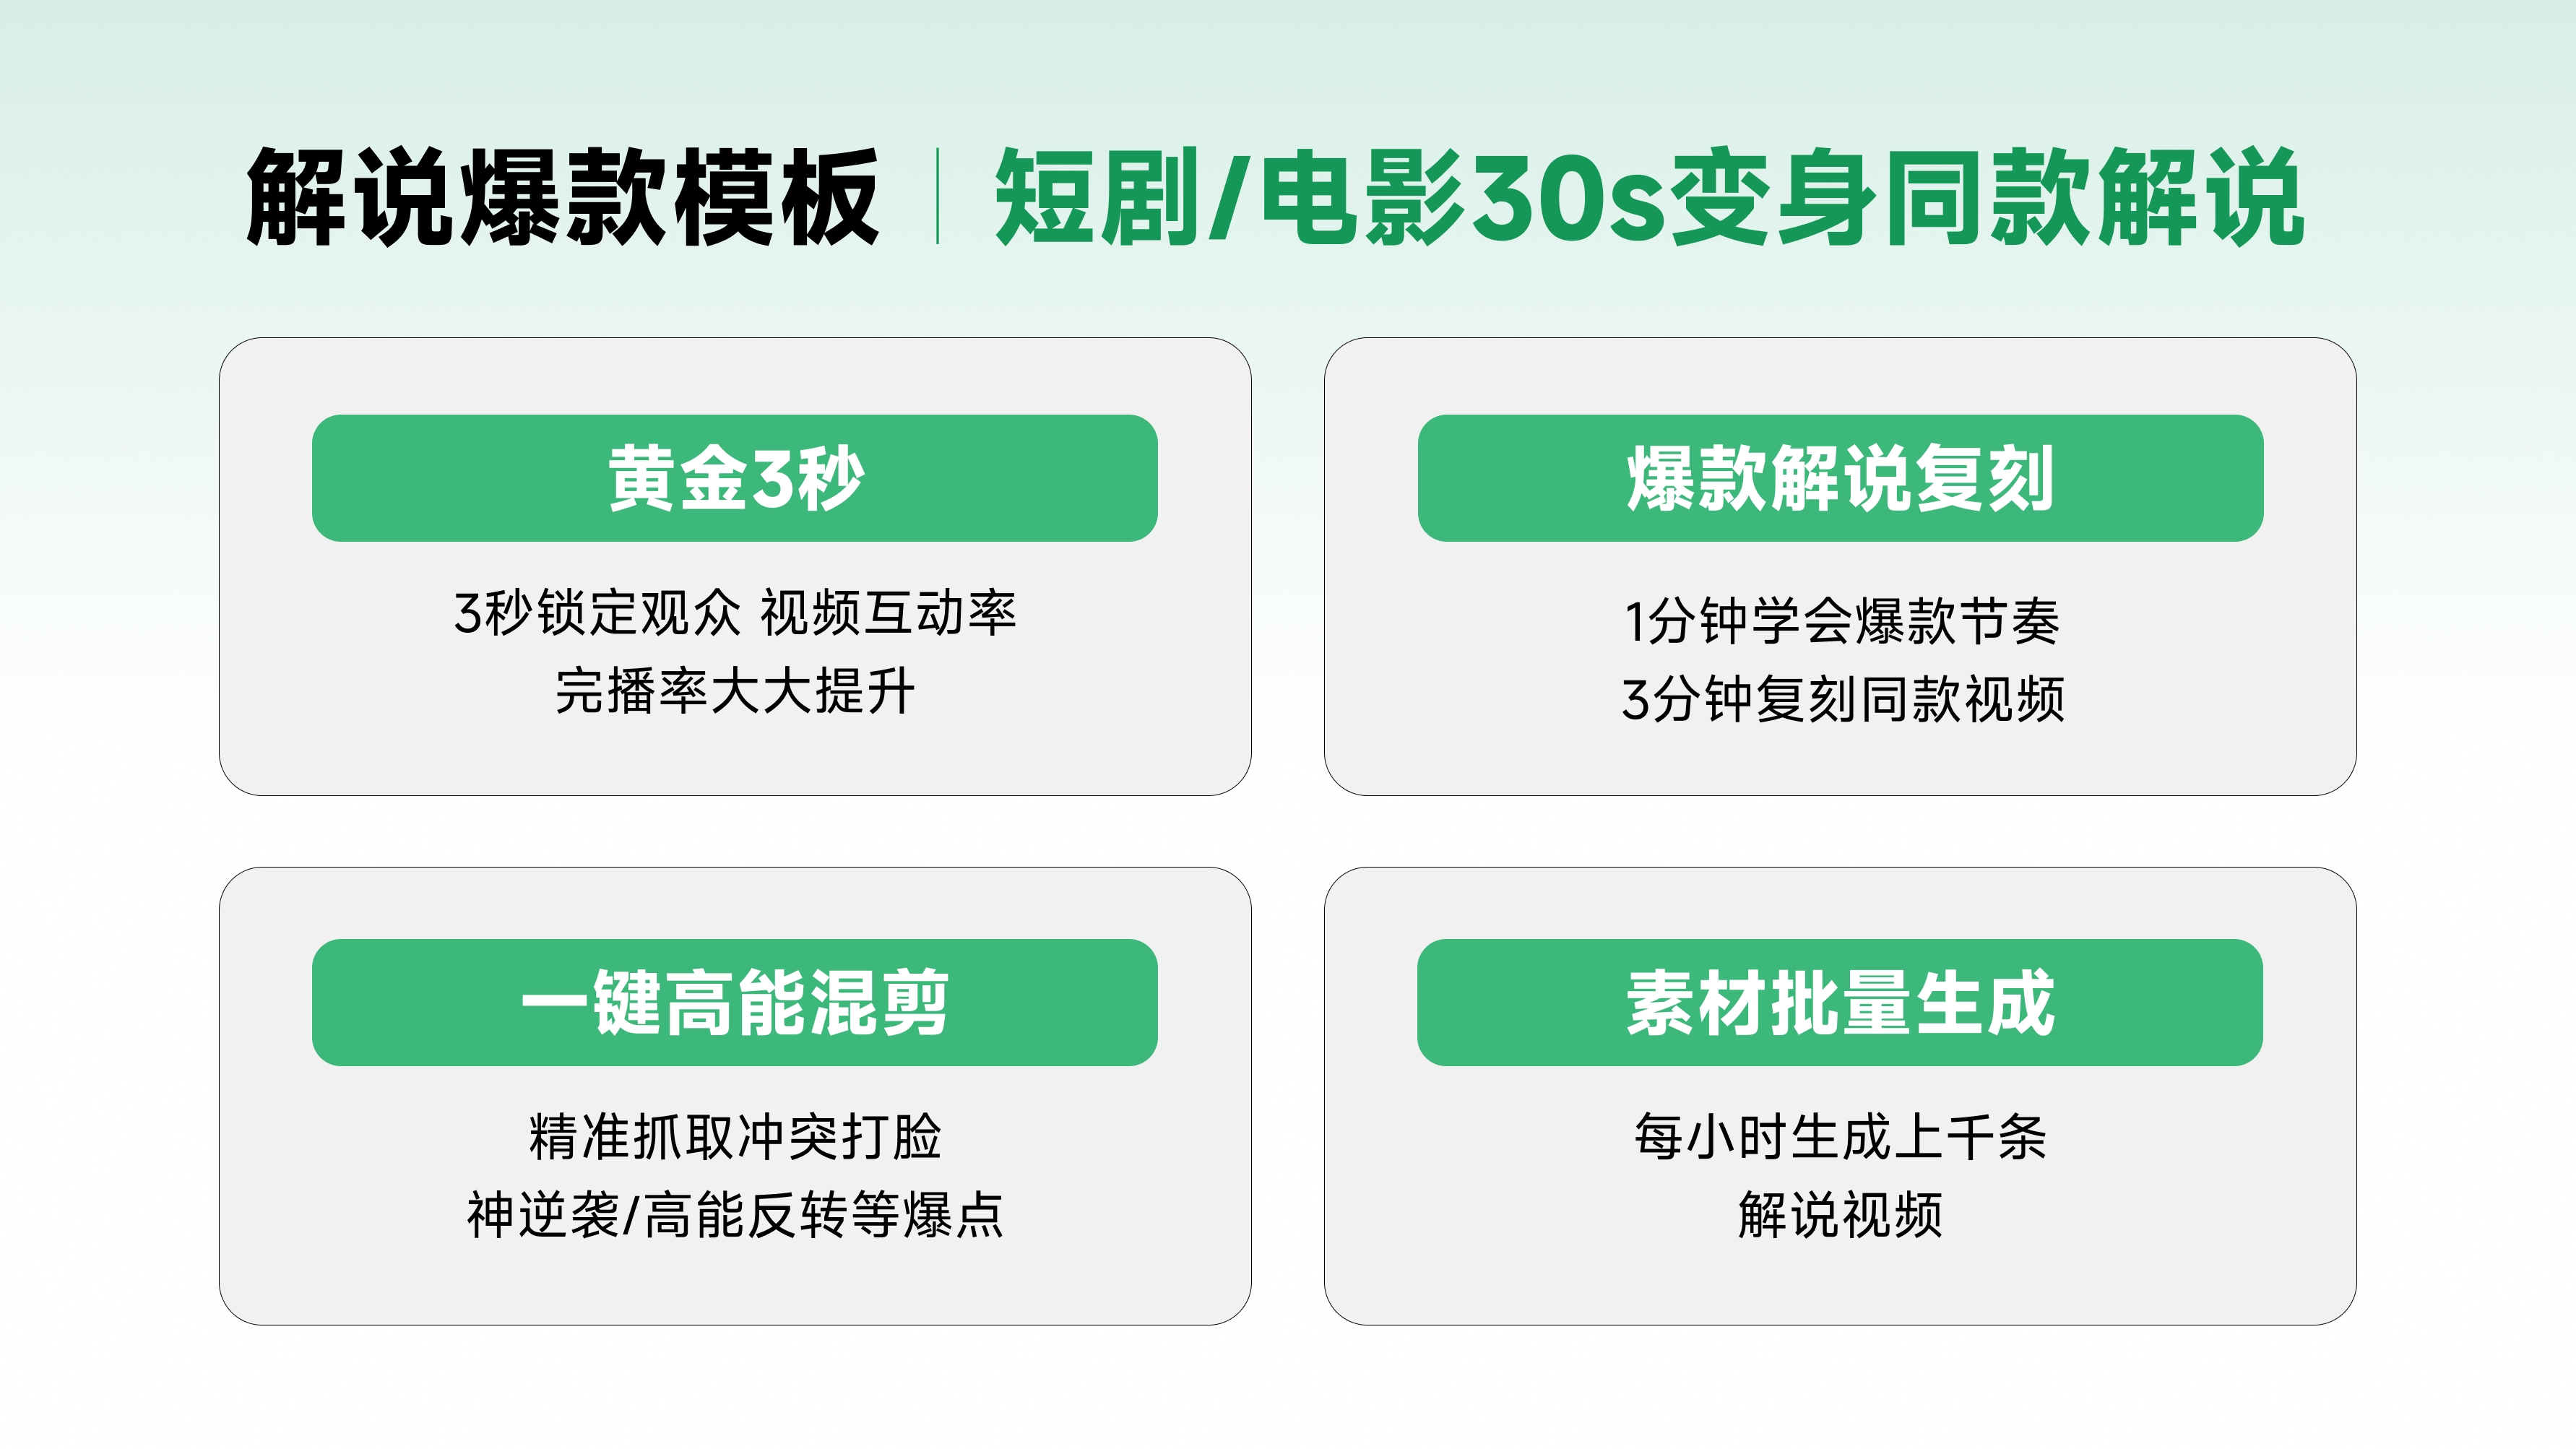 解说爆款模板 | 短剧/电影30s变身同款解说
黄金3秒
3秒锁定观众 视频互动率
完播率大大提升
爆款解说复刻
1分钟学会爆款节奏
3分钟复刻同款视频
一键高能混剪
精准抓取冲突打脸
神逆袭/高能反转等爆点
素材批量生成
每小时生成上千条
解说视频